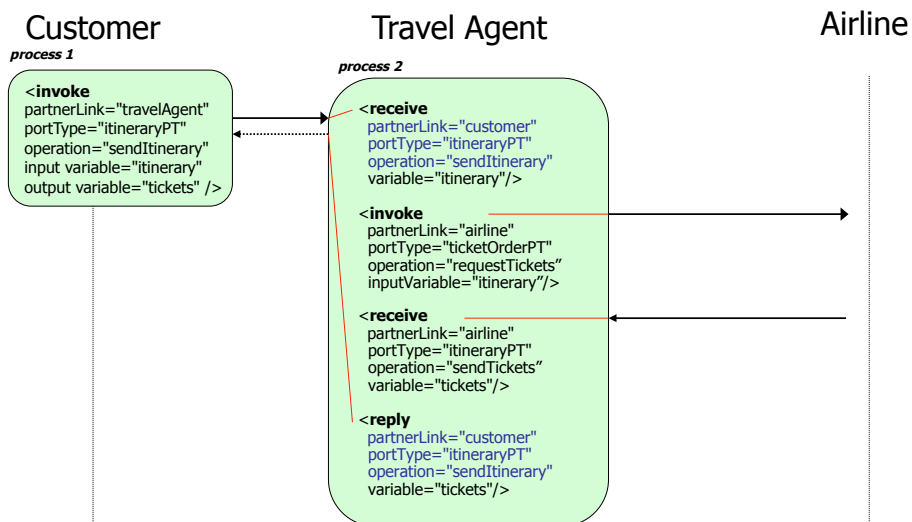 Customer
Travel Agent
Airline
process 1
process 2
<invoke
partnerLink="travelAgent"
portType="itineraryPT"
operation="sendItinerary"
input variable="itinerary"
output variable="tickets" />
<receive
partnerLink="customer"
portType="itineraryPT"
operation="sendItinerary"
variable="itinerary"/>
<invoke
partnerLink="airline"
portType="ticketOrderPT"
operation="requestTickets”
inputVariable="itinerary”/>
<receive
partnerLink="airline"
portType="itineraryPT"
operation="sendTickets”
variable="tickets"/>
<reply
partnerLink="customer"
portType="itineraryPT"
operation="sendItinerary"
variable="tickets"/>